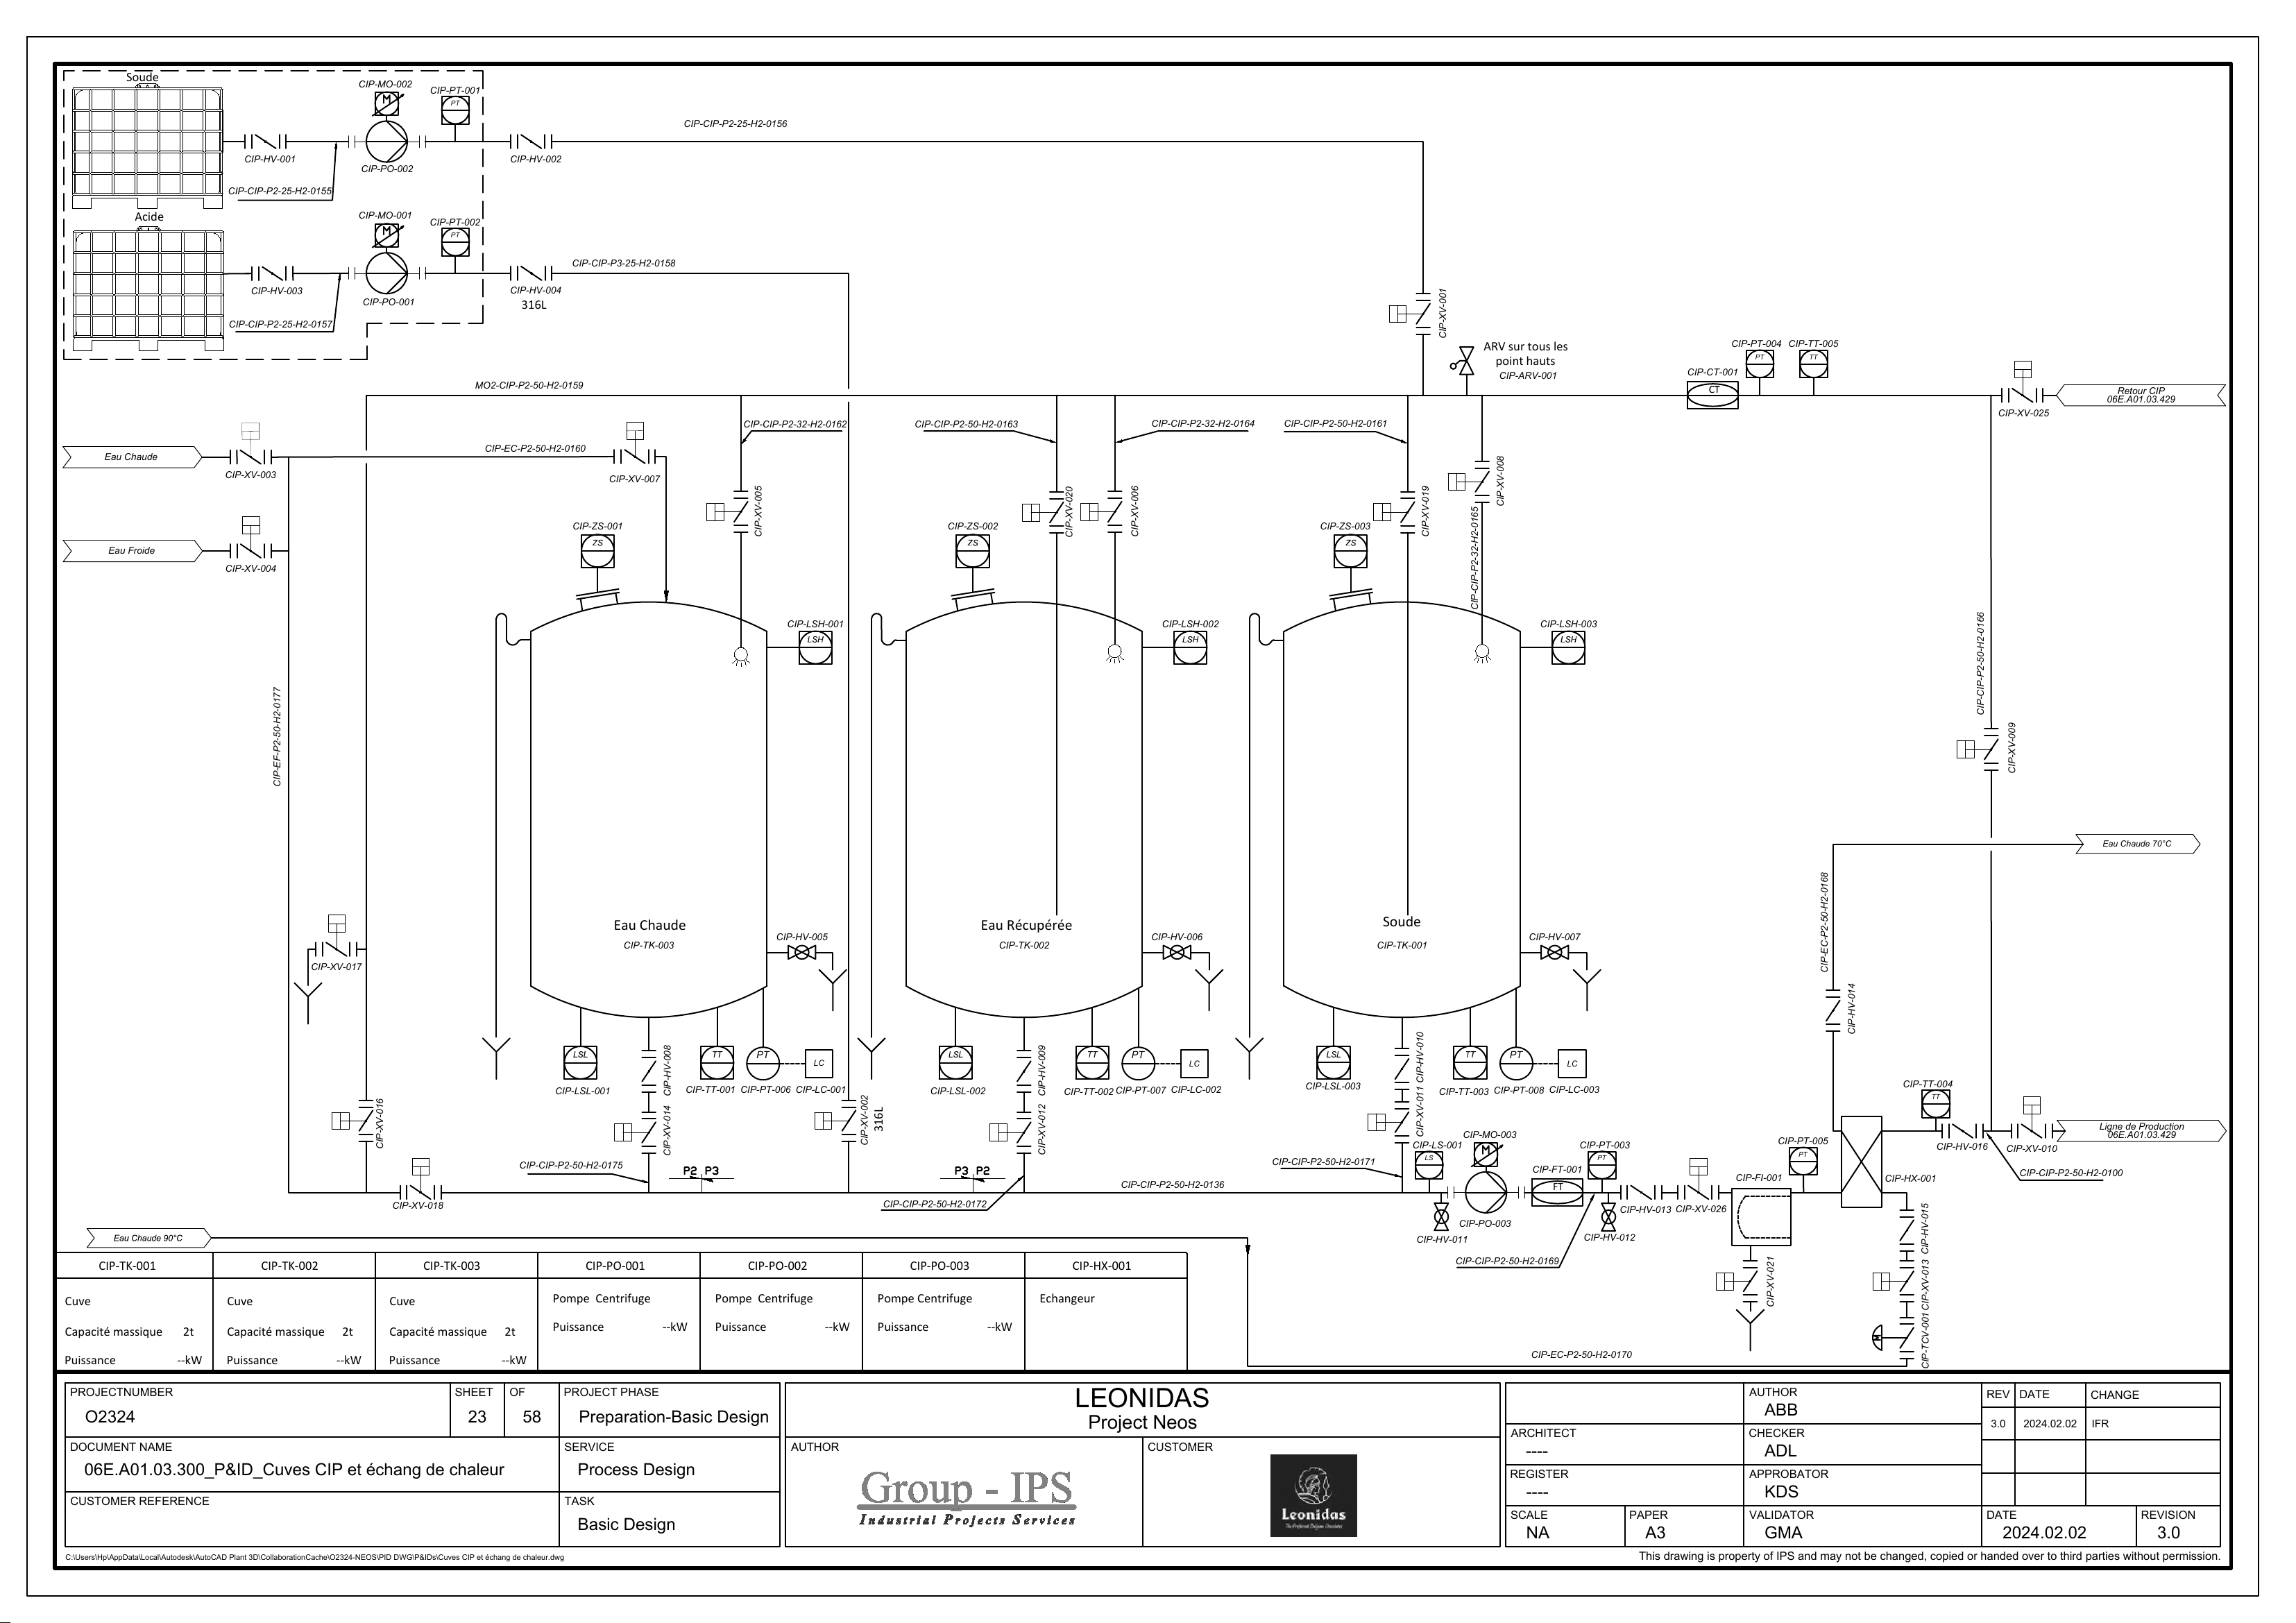 Soude
CIP-MO-002
M
CIP-PT-001
PT
CIP-HV-001
CIP-PO-002
CIP-HV-002
CIP-CIP-P2-25-H2-0156
CIP-CIP-P2-25-H2-0155
Acide
CIP-MO-001
M
CIP-PT-002
PT
CIP-HV-003
CIP-PO-001
CIP-HV-004
316L
CIP-CIP-P3-25-H2-0158
CIP-CIP-P2-25-H2-0157
CIP-XV-001
ARV sur tous les
point hauts
CIP-ARV-001
CIP-CT-001
CT
CIP-PT-004
PT
CIP-TT-005
TT
Retour CIP
06E.A01.03.429
CIP-XV-025
MO2-CIP-P2-50-H2-0159
Eau Chaude
CIP-XV-003
CIP-EC-P2-50-H2-0160
CIP-XV-007
CIP-CIP-P2-32-H2-0162
CIP-CIP-P2-50-H2-0163
CIP-CIP-P2-32-H2-0164
CIP-CIP-P2-50-H2-0161
CIP-XV-005
CIP-XV-020
CIP-XV-006
CIP-XV-019
CIP-XV-008
CIP-CIP-P2-32-H2-0165
Eau Froide
CIP-XV-004
CIP-ZS-001
ZS
CIP-ZS-002
ZS
CIP-ZS-003
ZS
CIP-LSH-001
LSH
CIP-LSH-002
LSH
CIP-LSH-003
LSH
CIP-EF-P2-50-H2-0177
CIP-CIP-P2-50-H2-0166
CIP-XV-009
Eau Chaude 70°C
CIP-EC-P2-50-H2-0168
CIP-HV-014
Eau Chaude
CIP-TK-003
Eau Récupérée
CIP-TK-002
Soude
CIP-TK-001
CIP-HV-005
CIP-HV-006
CIP-HV-007
CIP-XV-017
LSL
CIP-LSL-001
CIP-HV-008
TT
CIP-TT-001
PT
CIP-PT-006
LC
CIP-LC-001
LSL
CIP-LSL-002
CIP-HV-009
TT
CIP-TT-002
PT
CIP-PT-007
LC
CIP-LC-002
LSL
CIP-LSL-003
CIP-HV-010
TT
CIP-TT-003
PT
CIP-PT-008
LC
CIP-LC-003
CIP-XV-016
CIP-XV-014
CIP-XV-002
316L
CIP-XV-012
CIP-XV-011
CIP-TT-004
TT
CIP-HV-016
CIP-XV-010
Ligne de Production
06E.A01.03.429
CIP-CIP-P2-50-H2-0100
CIP-LS-001
LS
CIP-MO-003
M
CIP-PT-003
PT
CIP-FT-001
FT
CIP-PT-005
PT
CIP-FI-001
CIP-HX-001
CIP-CIP-P2-50-H2-0175
P2 P3
P3 P2
CIP-CIP-P2-50-H2-0172
CIP-CIP-P2-50-H2-0136
CIP-CIP-P2-50-H2-0171
CIP-XV-018
CIP-HV-011
CIP-PO-003
CIP-HV-012
CIP-HV-013
CIP-XV-026
CIP-CIP-P2-50-H2-0169
CIP-XV-021
CIP-HV-015
CIP-XV-013
M
CIP-TCV-001
CIP-EC-P2-50-H2-0170
Eau Chaude 90°C
CIP-TK-001 CIP-TK-002 CIP-TK-003 CIP-PO-001 CIP-PO-002 CIP-PO-003 CIP-HX-001
Cuve Cuve Cuve Pompe Centrifuge Pompe Centrifuge Pompe Centrifuge Echangeur
Capacité massique 2t Capacité massique 2t Capacité massique 2t Puissance --kW Puissance --kW Puissance --kW
Puissance --kW Puissance --kW Puissance --kW
PROJECTNUMBER
O2324
SHEET
23
OF
58
PROJECT PHASE
Preparation-Basic Design
DOCUMENT NAME
06E.A01.03.300_P&ID_Cuves CIP et échang de chaleur
SERVICE
Process Design
CUSTOMER REFERENCE
TASK
Basic Design
LEONIDAS
Project Neos
AUTHOR
Group - IPS
Industrial Projects Services
CUSTOMER
Leonidas
ARCHITECT
----
REGISTER
----
SCALE
NA
PAPER
A3
AUTHOR
ABB
CHECKER
ADL
APPROBATOR
KDS
VALIDATOR
GMA
REV DATE CHANGE
3.0 2024.02.02 IFR
DATE
2024.02.02
REVISION
3.0
C:\Users\Hp\AppData\Local\Autodesk\AutoCAD Plant 3D\CollaborationCache\O2324-NEOS\PID DWG\P&IDs\Cuves CIP et échang de chaleur.dwg
This drawing is property of IPS and may not be changed, copied or handed over to third parties without permission.